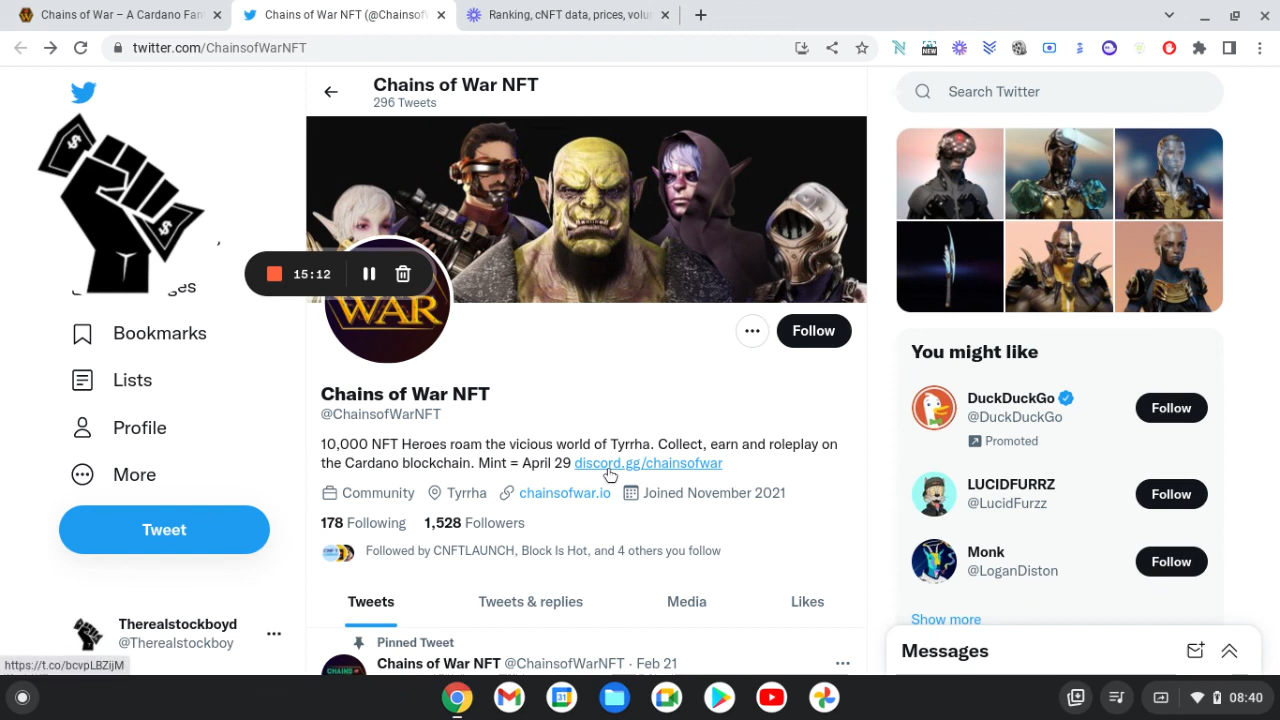 Chains of War – A Cardano Fan
Chains of War NFT (@Chainsof
Ranking, cNFT data, prices, volu
twitter.com/ChainsofWarNFT
NEW
Chains of War NFT
296 Tweets
Search Twitter
15:12
WAR
Follow
Bookmarks
Lists
Profile
More
Tweet
Chains of War NFT
@ChainsofWarNFT
10,000 NFT Heroes roam the vicious world of Tyrrha. Collect, earn and roleplay on
the Cardano blockchain. Mint = April 29 discord.gg/chainsofwar
Community Tyrrha chainsofwar.io Joined November 2021
178 Following 1,528 Followers
Followed by CNFTLAUNCH, Block Is Hot, and 4 others you follow
Tweets Tweets & replies Media Likes
Pinned Tweet
Chains of War NFT @ChainsofWarNFT · Feb 21
You might like
DuckDuckGo
@DuckDuckGo
Promoted
Follow
LUCIDFURRZ
@LucidFurzz
Follow
Monk
@LoganDiston
Follow
Show more
Messages
Therealstockboyd
@Therealstockboy
https://t.co/bcvpLBZijM
31
08:40